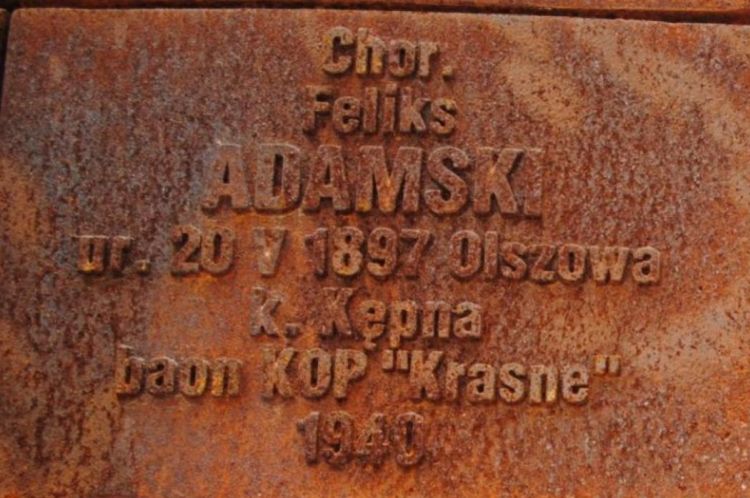 Chor.
Feliks
ADAMSKI
ur. 20 V 1897 Olszowa
k. Kępna
baon KOP "Krasne"
1940